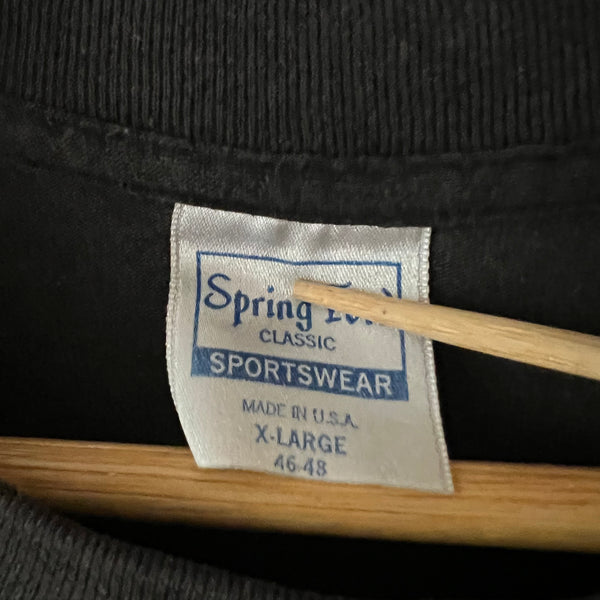 Spring
CLASSIC
SPORTSWEAR
MADE IN U.S.A.
X-LARGE
46-48